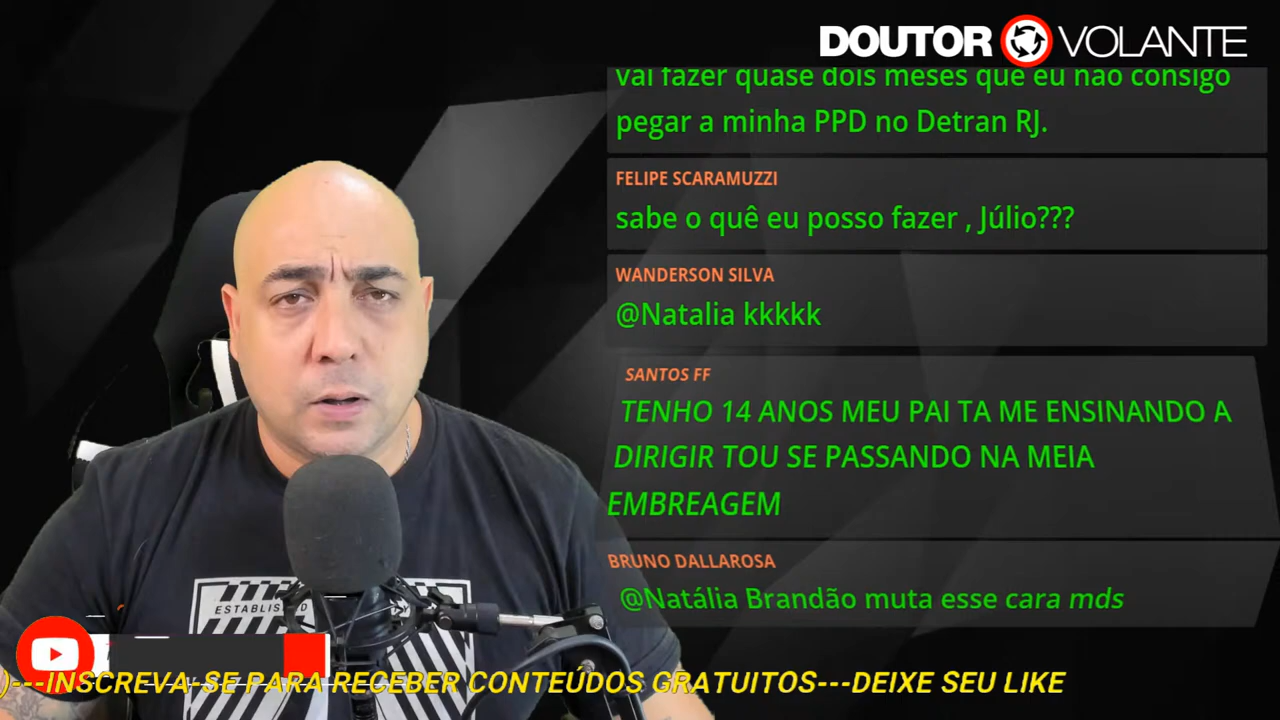 DOUTOR VOLANTE
vai fazer quase dois meses que eu não consigo
pegar a minha PPD no Detran RJ.
FELIPE SCARAMUZZI
sabe o quê eu posso fazer , Júlio???
WANDERSON SILVA
@Natalia kkkkk
SANTOS FF
TENHO 14 ANOS MEU PAI TA ME ENSINANDO A
DIRIGIR TOU SE PASSANDO NA MEIA
EMBREAGEM
BRUNO DALLAROSA
@Natália Brandão muta esse cara mds
ESTABLISHED
)---INSCREVA-SE PARA RECEBER CONTEÚDOS GRATUITOS---DEIXE SEU LIKE